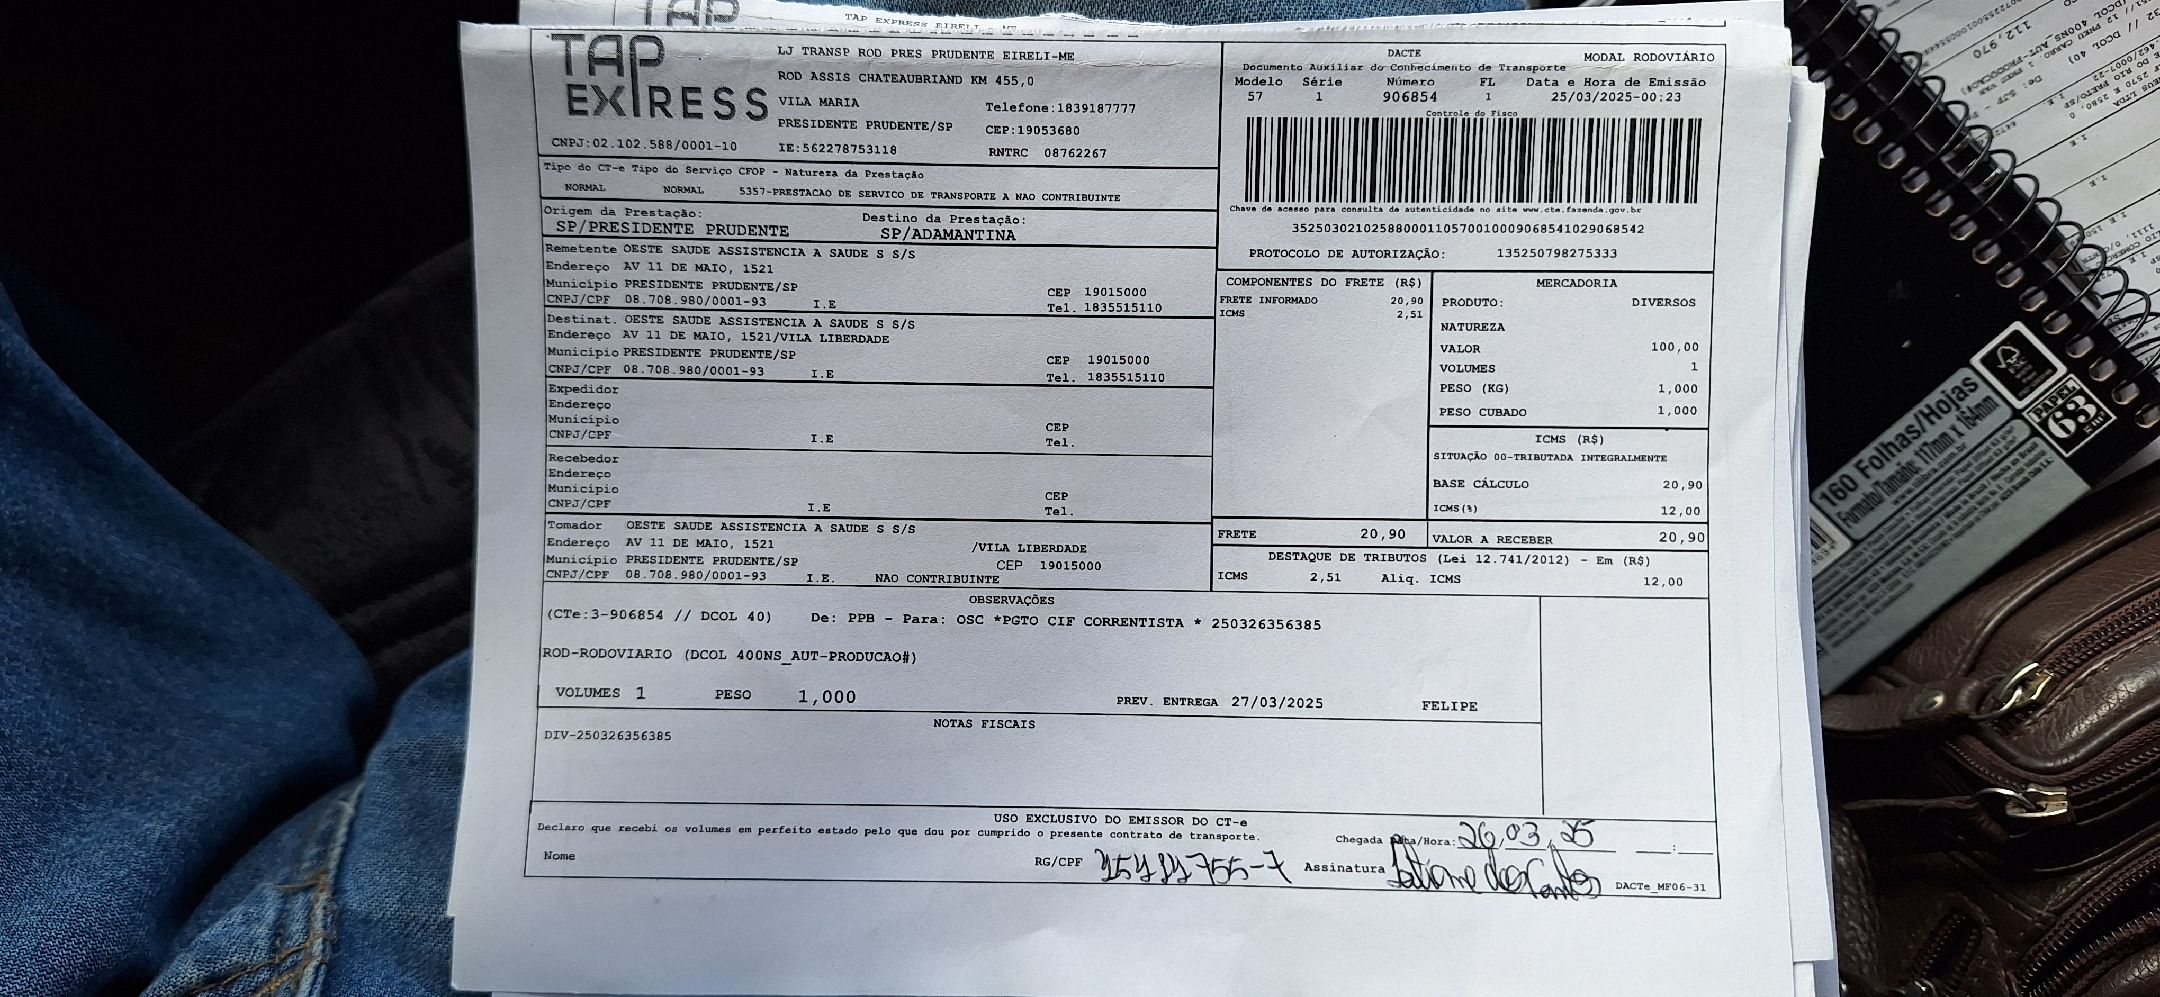 TAP EXPRESS EIRELI-ME
TAP
EXPRESS
LJ TRANSP ROD PRES PRUDENTE EIRELI-ME
ROD ASSIS CHATEAUBRIAND KM 455,0
VILA MARIA Telefone:1839187777
PRESIDENTE PRUDENTE/SP CEP:19053680
CNPJ:02.102.588/0001-10 IE:562278753118 RNTRC 08762267
DACTE MODAL RODOVIÁRIO
Documento Auxiliar do Conhecimento de Transporte
Modelo Série Número FL Data e Hora de Emissão
57 1 906854 1 25/03/2025-00:23
Controle do Fisco
Chave de acesso para consulta de autenticidade no site www.cte.fazenda.gov.br
35250302102588000110570010009068541029068542
PROTOCOLO DE AUTORIZAÇÃO: 135250798275333
Tipo do CT-e Tipo do Serviço CFOP - Natureza da Prestação
NORMAL NORMAL 5357-PRESTACAO DE SERVICO DE TRANSPORTE A NAO CONTRIBUINTE
Origem da Prestação: Destino da Prestação:
SP/PRESIDENTE PRUDENTE SP/ADAMANTINA
Remetente OESTE SAUDE ASSISTENCIA A SAUDE S S/S
Endereço AV 11 DE MAIO, 1521
Município PRESIDENTE PRUDENTE/SP CEP 19015000
CNPJ/CPF 08.708.980/0001-93 I.E Tel. 1835515110
Destinat. OESTE SAUDE ASSISTENCIA A SAUDE S S/S
Endereço AV 11 DE MAIO, 1521/VILA LIBERDADE
Município PRESIDENTE PRUDENTE/SP CEP 19015000
CNPJ/CPF 08.708.980/0001-93 I.E Tel. 1835515110
Expedidor
Endereço
Município CEP
CNPJ/CPF I.E Tel.
Recebedor
Endereço
Município CEP
CNPJ/CPF I.E Tel.
Tomador OESTE SAUDE ASSISTENCIA A SAUDE S S/S
Endereço AV 11 DE MAIO, 1521 /VILA LIBERDADE
Município PRESIDENTE PRUDENTE/SP CEP 19015000
CNPJ/CPF 08.708.980/0001-93 I.E. NAO CONTRIBUINTE
COMPONENTES DO FRETE (R$)
FRETE INFORMADO 20,90
ICMS 2,51
MERCADORIA
PRODUTO: DIVERSOS
NATUREZA
VALOR 100,00
VOLUMES 1
PESO (KG) 1,000
PESO CUBADO 1,000
ICMS (R$)
SITUAÇÃO 00-TRIBUTADA INTEGRALMENTE
BASE CÁLCULO 20,90
ICMS(%) 12,00
FRETE 20,90 VALOR A RECEBER 20,90
DESTAQUE DE TRIBUTOS (Lei 12.741/2012) - Em (R$)
ICMS 2,51 Aliq. ICMS 12,00
OBSERVAÇÕES
(CTe:3-906854 // DCOL 40) De: PPB - Para: OSC *PGTO CIF CORRENTISTA * 250326356385
ROD-RODOVIARIO (DCOL 400NS_AUT-PRODUCAO#)
VOLUMES 1 PESO 1,000 PREV. ENTREGA 27/03/2025 FELIPE
NOTAS FISCAIS
DIV-250326356385
USO EXCLUSIVO DO EMISSOR DO CT-e
Declaro que recebi os volumes em perfeito estado pelo que dou por cumprido o presente contrato de transporte.
Chegada Data/Hora: 26,03,25 :
Nome RG/CPF Assinatura DACTe_MF06-31
160 Folhas/Hojas
Formato/Tamaño: 117mm x 164mm
PAPEL
63
112,970